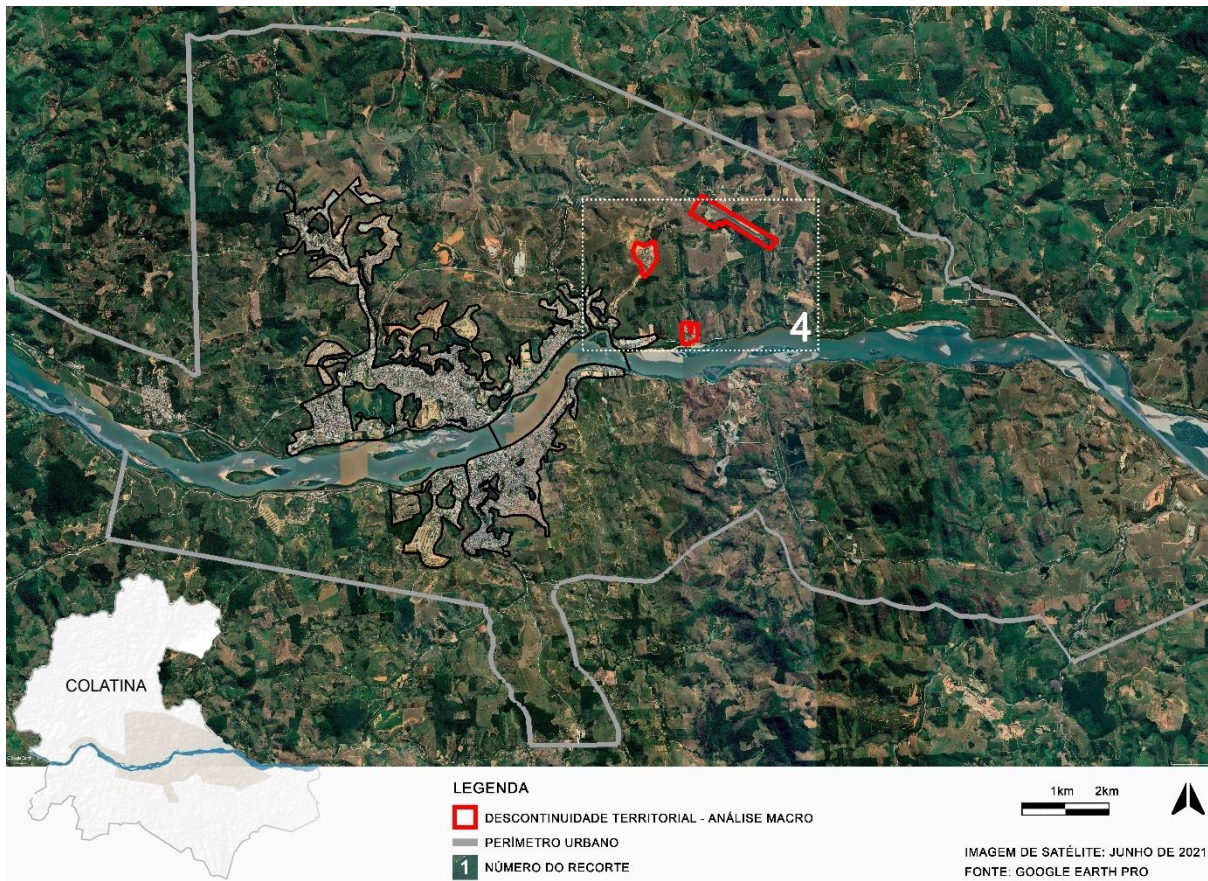 4
COLATINA
LEGENDA
DESCONTINUIDADE TERRITORIAL - ANÁLISE MACRO
PERÍMETRO URBANO
1 NÚMERO DO RECORTE
1km 2km
IMAGEM DE SATÉLITE: JUNHO DE 2021
FONTE: GOOGLE EARTH PRO